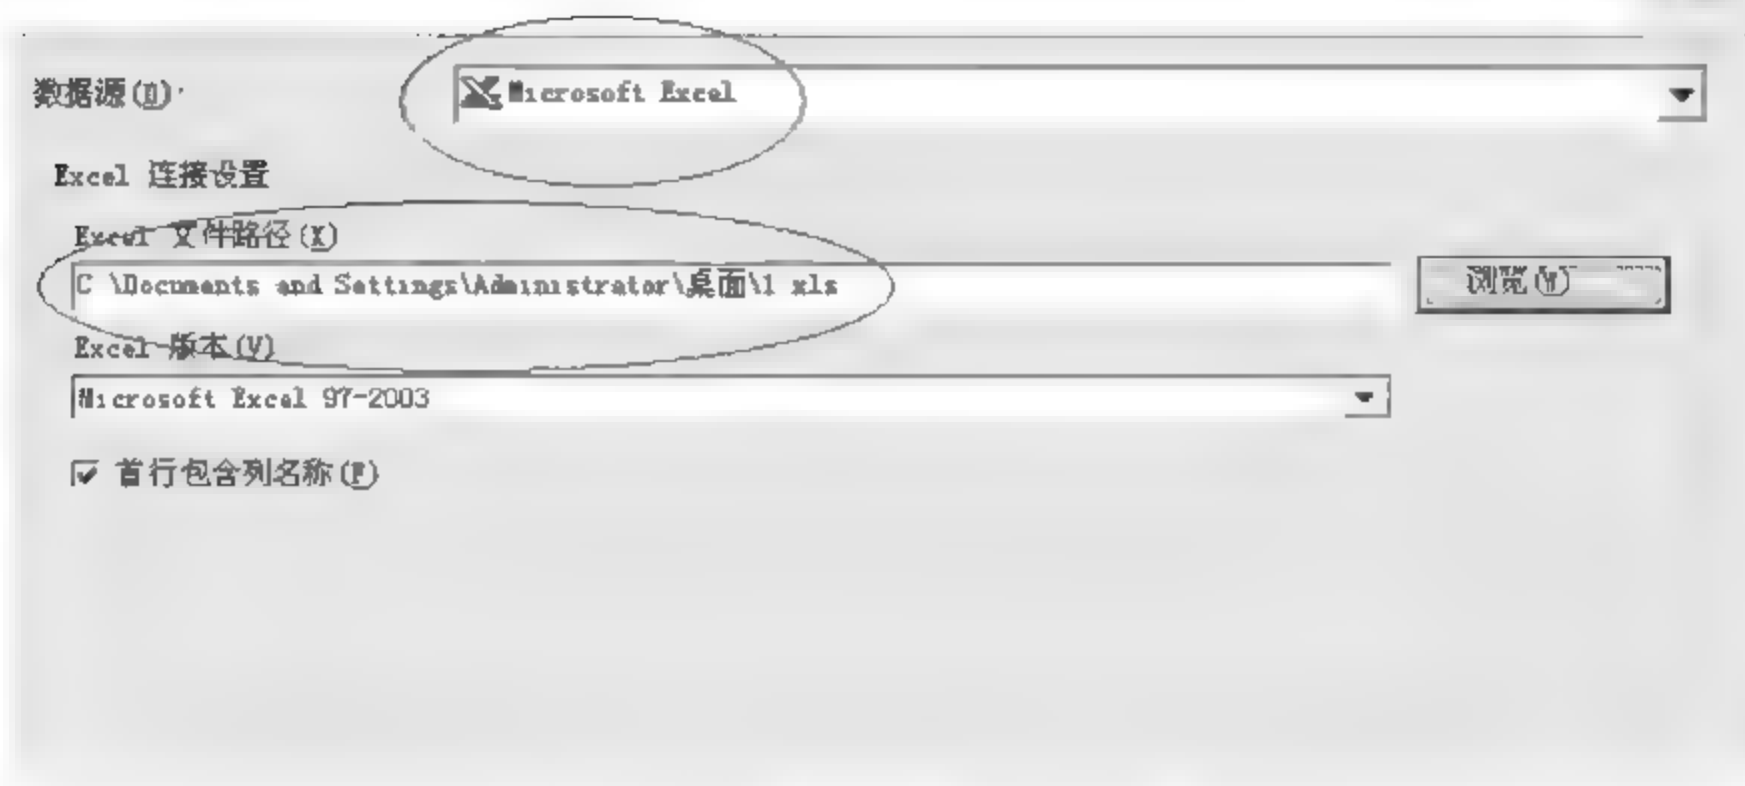 数据源(D):
Microsoft Excel
Excel 连接设置
Excel 文件路径(X)
C:\Documents and Settings\Administrator\桌面\1.xls
浏览(W)
Excel 版本(V)
Microsoft Excel 97-2003
首行包含列名称(F)